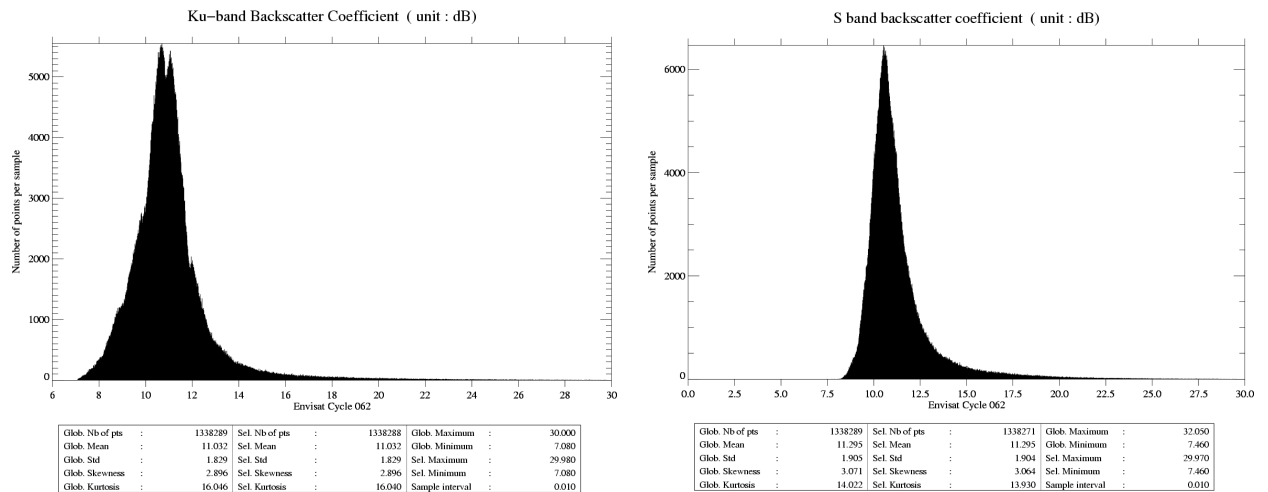 Ku-band Backscatter Coefficient ( unit : dB)
Number of points per sample
5000
4000
3000
2000
1000
0
6 8 10 12 14 16 18 20 22 24 26 28 30
Envisat Cycle 062
Glob. Nb of pts : 1338289 Sel. Nb of pts : 1338288 Glob. Maximum : 30.000
Glob. Mean : 11.032 Sel. Mean : 11.032 Glob. Minimum : 7.080
Glob. Std : 1.829 Sel. Std : 1.829 Sel. Maximum : 29.980
Glob. Skewness : 2.896 Sel. Skewness : 2.896 Sel. Minimum : 7.080
Glob. Kurtosis : 16.046 Sel. Kurtosis : 16.040 Sample interval : 0.010
S band backscatter coefficient ( unit : dB)
Number of points per sample
6000
4000
2000
0
0.0 2.5 5.0 7.5 10.0 12.5 15.0 17.5 20.0 22.5 25.0 27.5 30.0
Envisat Cycle 062
Glob. Nb of pts : 1338289 Sel. Nb of pts : 1338271 Glob. Maximum : 32.050
Glob. Mean : 11.295 Sel. Mean : 11.295 Glob. Minimum : 7.460
Glob. Std : 1.905 Sel. Std : 1.904 Sel. Maximum : 29.970
Glob. Skewness : 3.071 Sel. Skewness : 3.064 Sel. Minimum : 7.460
Glob. Kurtosis : 14.022 Sel. Kurtosis : 13.930 Sample interval : 0.010